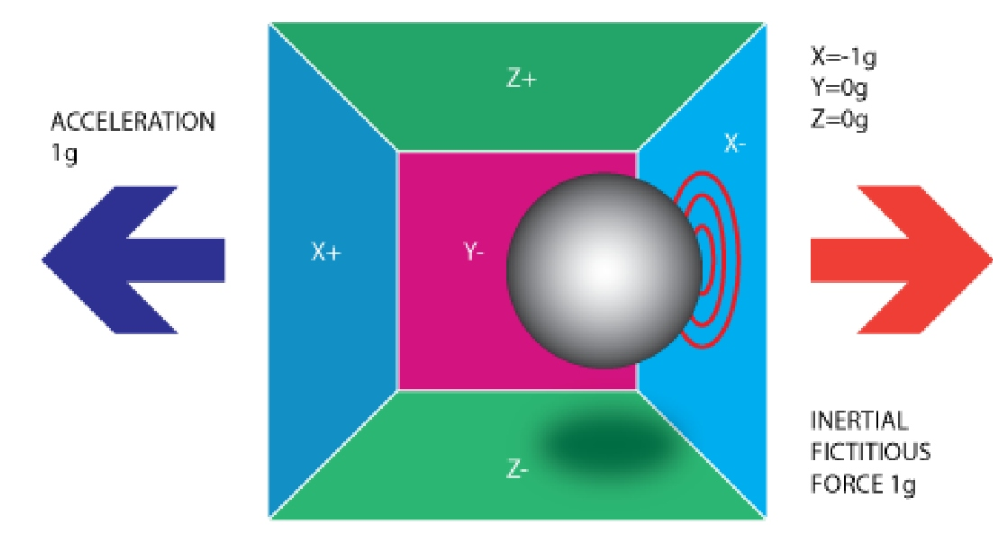 ACCELERATION
1g
Z+
X+
Y-
X-
Z-
X=-1g
Y=0g
Z=0g
INERTIAL
FICTITIOUS
FORCE 1g